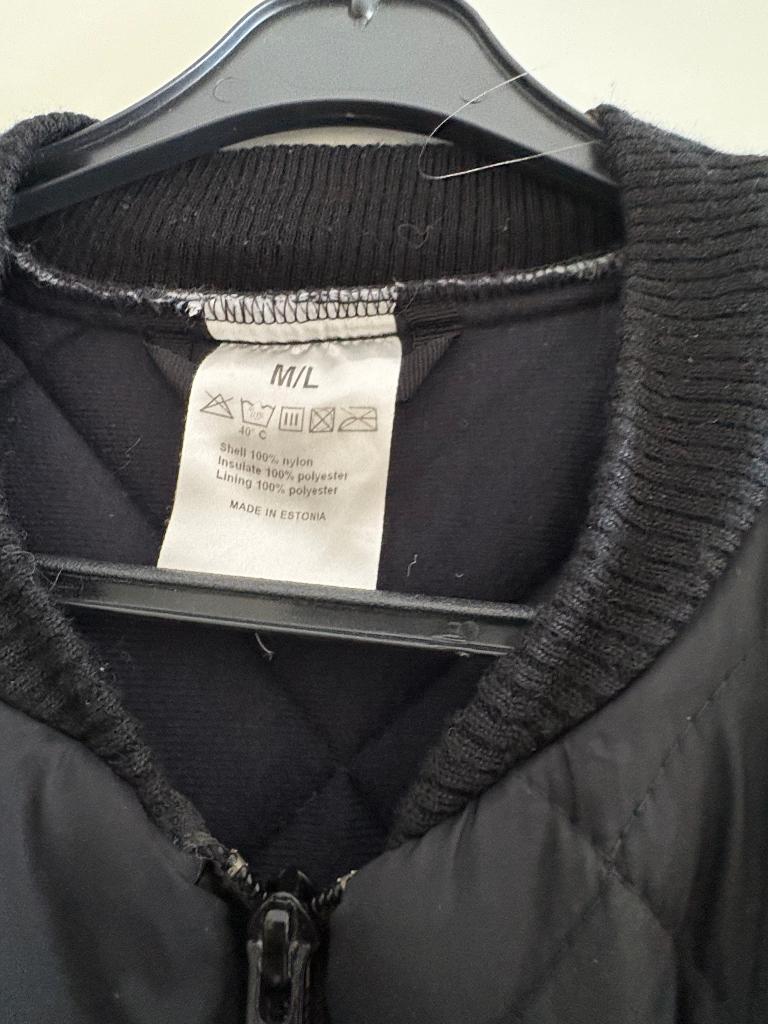 M/L
40° C
Shell 100% nylon
Insulate 100% polyester
Lining 100% polyester
MADE IN ESTONIA